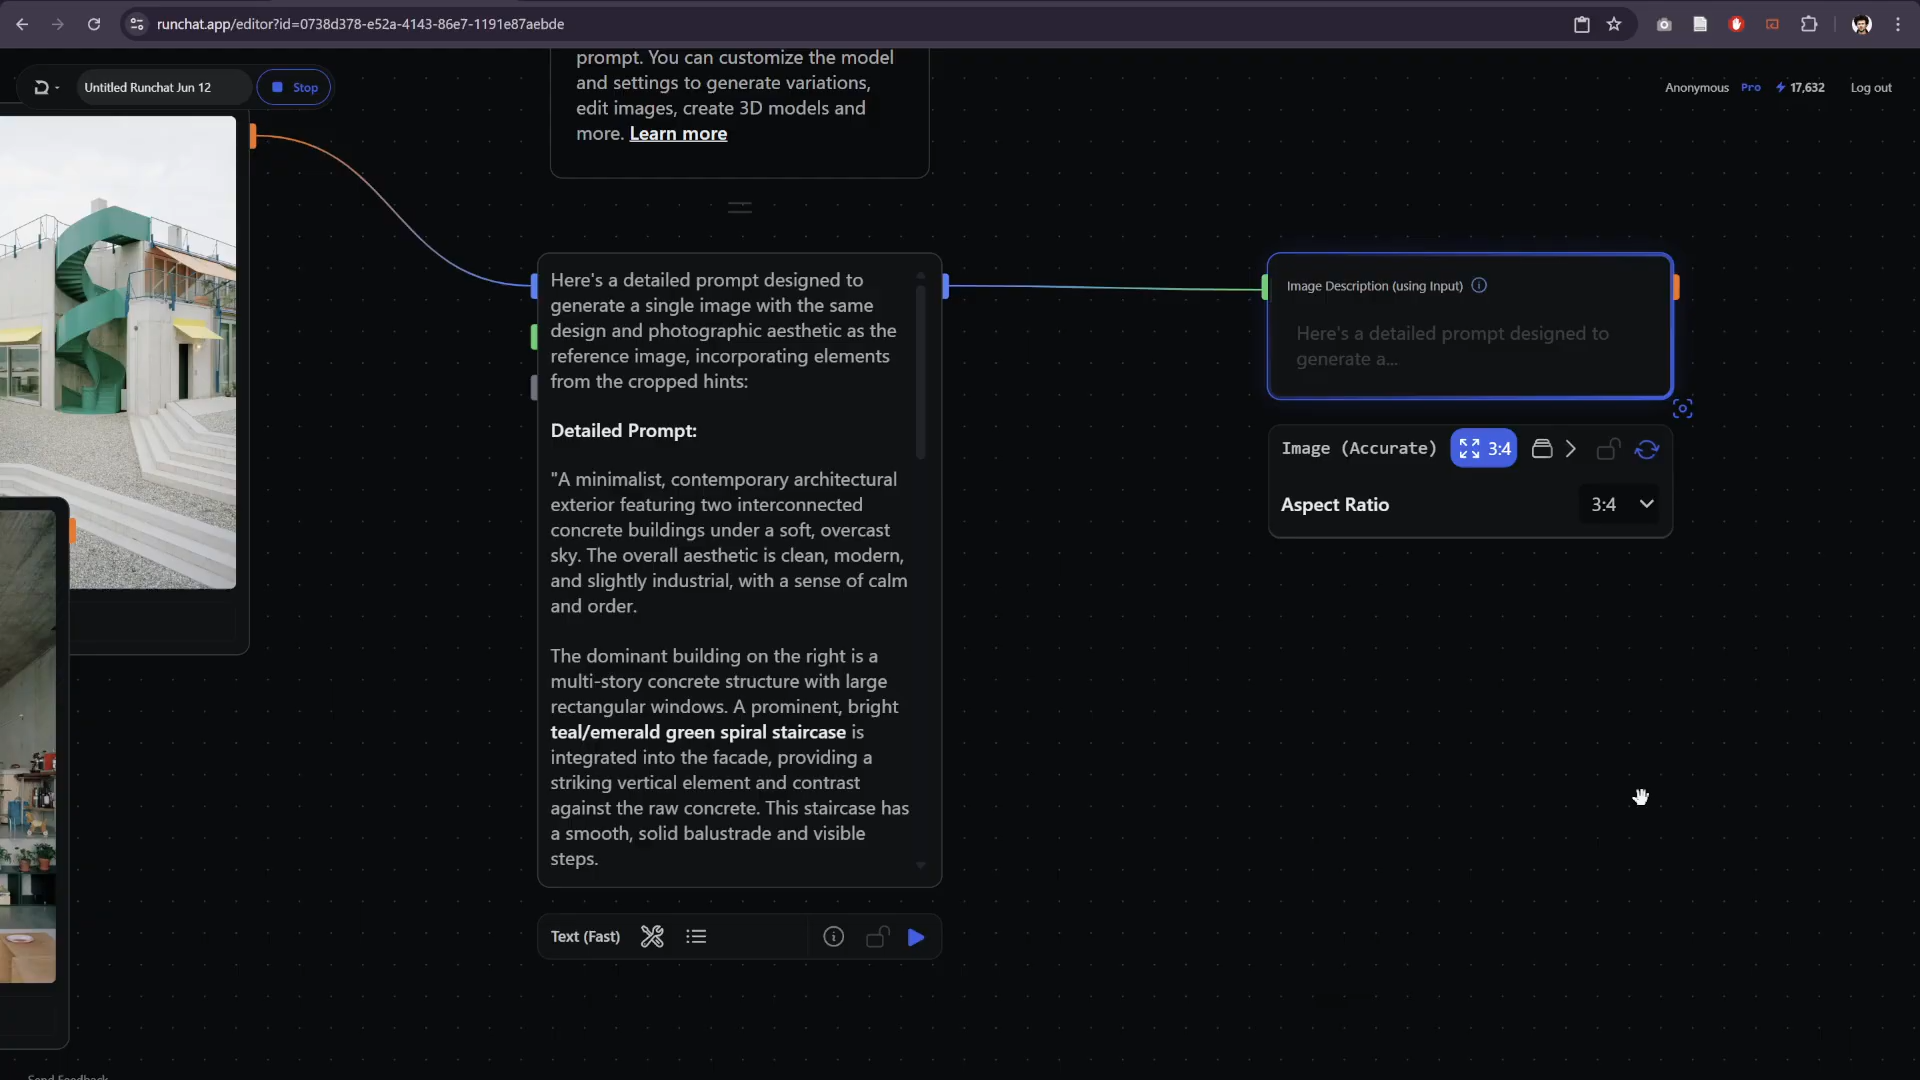 runchat.app/editor?id=0738d378-e52a-4143-86e7-1191e87aebde
Untitled Runchat Jun 12
Stop
Anonymous
Pro
17,632
Log out
prompt. You can customize the model
and settings to generate variations,
edit images, create 3D models and
more. Learn more
Here's a detailed prompt designed to
generate a single image with the same
design and photographic aesthetic as the
reference image, incorporating elements
from the cropped hints:
Detailed Prompt:
"A minimalist, contemporary architectural
exterior featuring two interconnected
concrete buildings under a soft, overcast
sky. The overall aesthetic is clean, modern,
and slightly industrial, with a sense of calm
and order.
The dominant building on the right is a
multi-story concrete structure with large
rectangular windows. A prominent, bright
teal/emerald green spiral staircase is
integrated into the facade, providing a
striking vertical element and contrast
against the raw concrete. This staircase has
a smooth, solid balustrade and visible
steps.
Text (Fast)
Image Description (using Input)
Here's a detailed prompt designed to
generate a...
Image (Accurate)
3:4
Aspect Ratio
3:4
Send Feedback